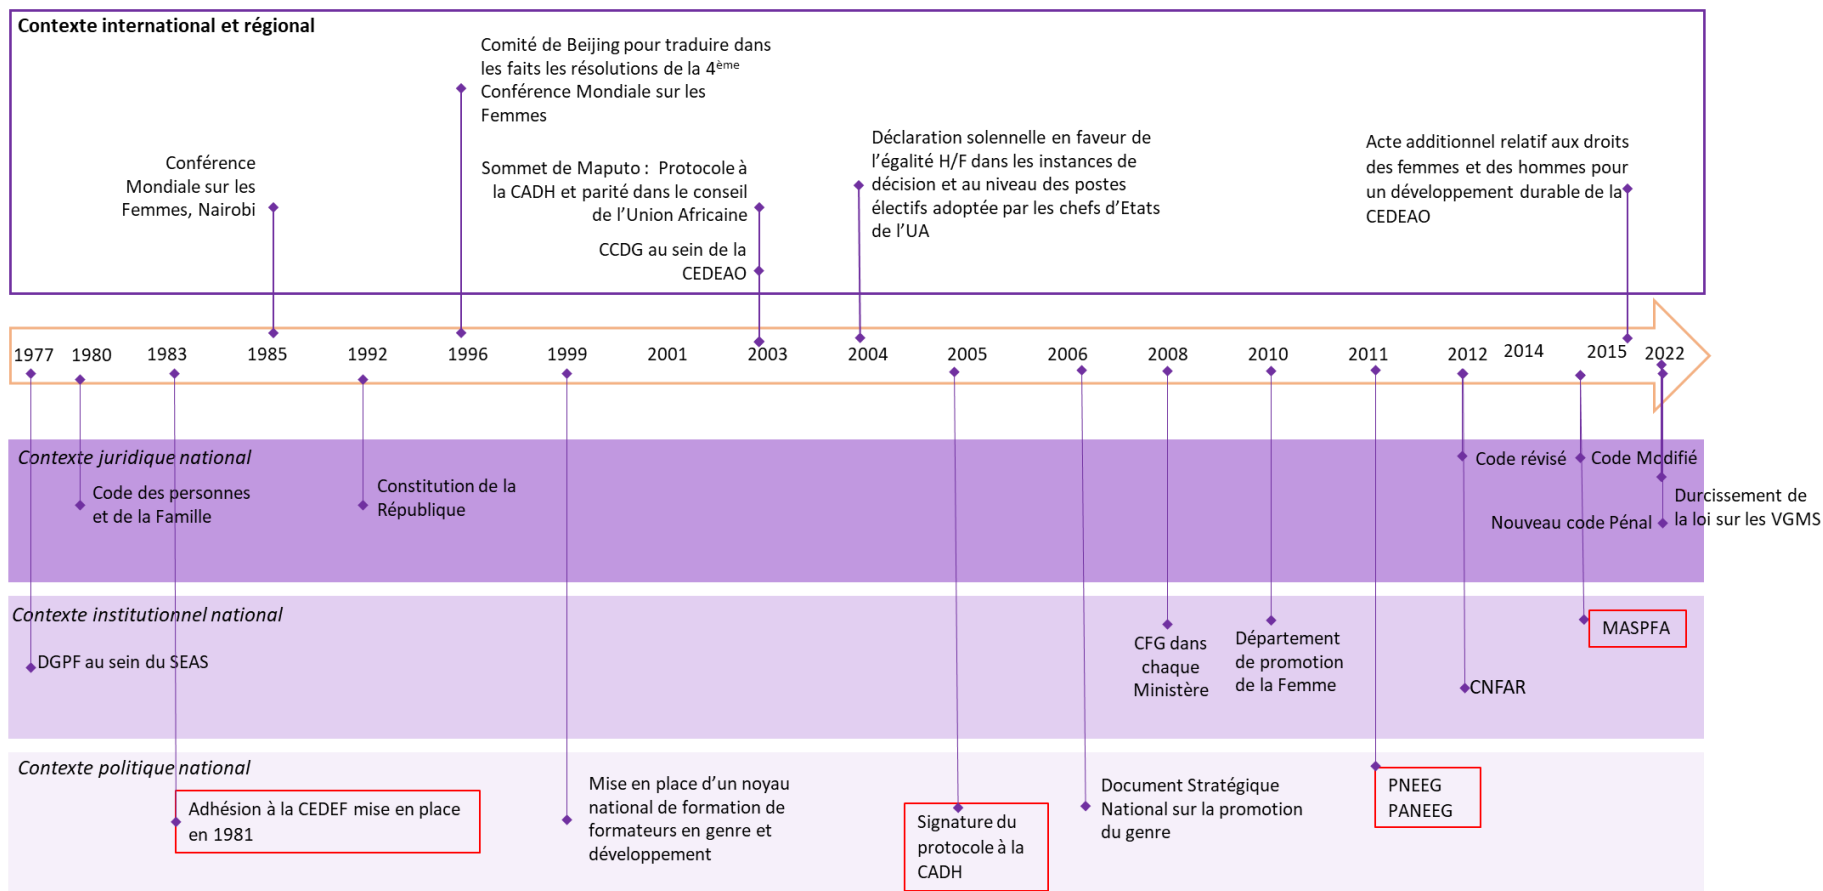 Contexte international et régional
Comité de Beijing pour traduire dans
les faits les résolutions de la 4ème
Conférence Mondiale sur les
Femmes
Conférence
Mondiale sur les
Femmes, Nairobi
Sommet de Maputo : Protocole à
la CADH et parité dans le conseil
de l'Union Africaine
CCDG au sein de la
CEDEAO
Déclaration solennelle en faveur de
l'égalité H/F dans les instances de
décision et au niveau des postes
électifs adoptée par les chefs d'Etats
de l'UA
Acte additionnel relatif aux droits
des femmes et des hommes pour
un développement durable de la
CEDEAO
1977 1980 1983 1985 1992 1996 1999 2001 2003 2004 2005 2006 2008 2010 2011 2012 2014 2015 2022
Contexte juridique national
Code des personnes
et de la Famille
Constitution de la
République
Code révisé
Code Modifié
Durcissement de
la loi sur les VGMS
Nouveau code Pénal
Contexte institutionnel national
DGPF au sein du SEAS
CFG dans
chaque
Ministère
Département
de promotion
de la Femme
CNFAR
MASPFA
Contexte politique national
Adhésion à la CEDEF mise en place
en 1981
Mise en place d'un noyau
national de formation de
formateurs en genre et
développement
Signature du
protocole à la
CADH
Document Stratégique
National sur la promotion
du genre
PNEEG
PANEEG